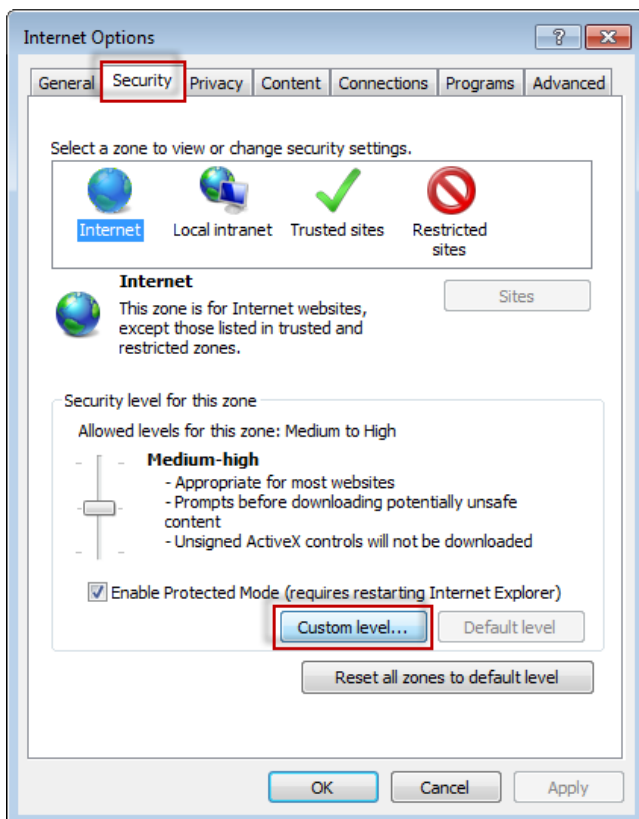 Internet Options
General Security Privacy Content Connections Programs Advanced
Select a zone to view or change security settings.
Internet Local intranet Trusted sites Restricted
sites
Internet
Sites
This zone is for Internet websites,
except those listed in trusted and
restricted zones.
Security level for this zone
Allowed levels for this zone: Medium to High
Medium-high
- Appropriate for most websites
- Prompts before downloading potentially unsafe
content
- Unsigned ActiveX controls will not be downloaded
Enable Protected Mode (requires restarting Internet Explorer)
Custom level... Default level
Reset all zones to default level
OK Cancel Apply